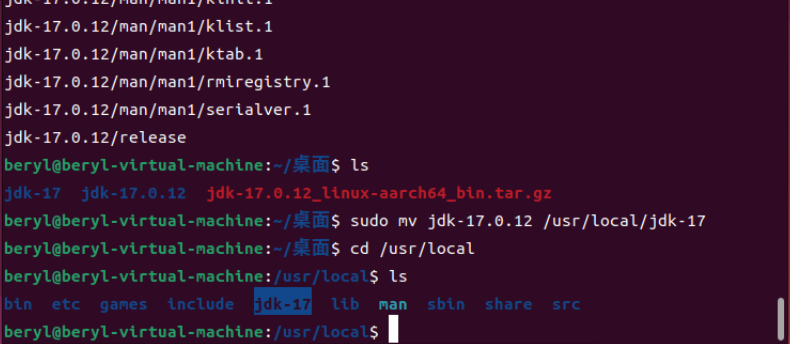 jdk-17.0.12/man/man1/kinit.1
jdk-17.0.12/man/man1/klist.1
jdk-17.0.12/man/man1/ktab.1
jdk-17.0.12/man/man1/rmiregistry.1
jdk-17.0.12/man/man1/serialver.1
jdk-17.0.12/release
beryl@beryl-virtual-machine:~/桌面$ ls
jdk-17  jdk-17.0.12  jdk-17.0.12_linux-aarch64_bin.tar.gz
beryl@beryl-virtual-machine:~/桌面$ sudo mv jdk-17.0.12 /usr/local/jdk-17
beryl@beryl-virtual-machine:~/桌面$ cd /usr/local
beryl@beryl-virtual-machine:/usr/local$ ls
bin  etc  games  include  jdk-17  lib  man  sbin  share  src
beryl@beryl-virtual-machine:/usr/local$